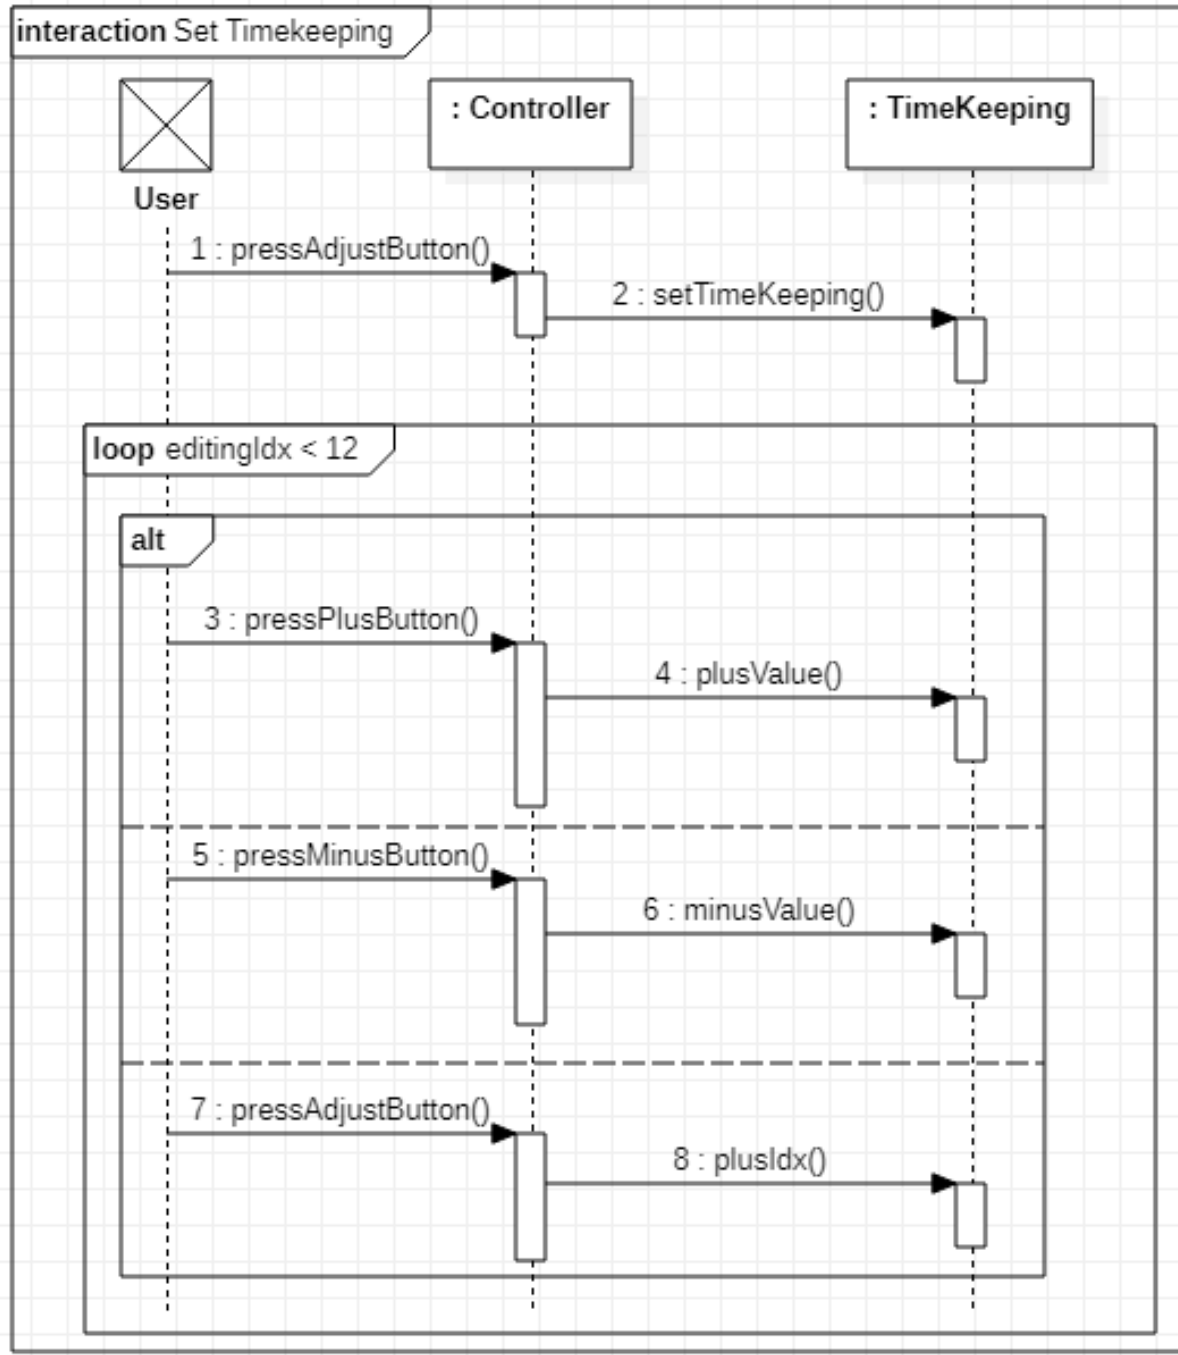 interaction Set Timekeeping
: Controller
: TimeKeeping
User
1 : pressAdjustButton()
2 : setTimeKeeping()
loop editingIdx < 12
alt
3 : pressPlusButton()
4 : plusValue()
5 : pressMinusButton()
6 : minusValue()
7 : pressAdjustButton()
8 : plusIdx()